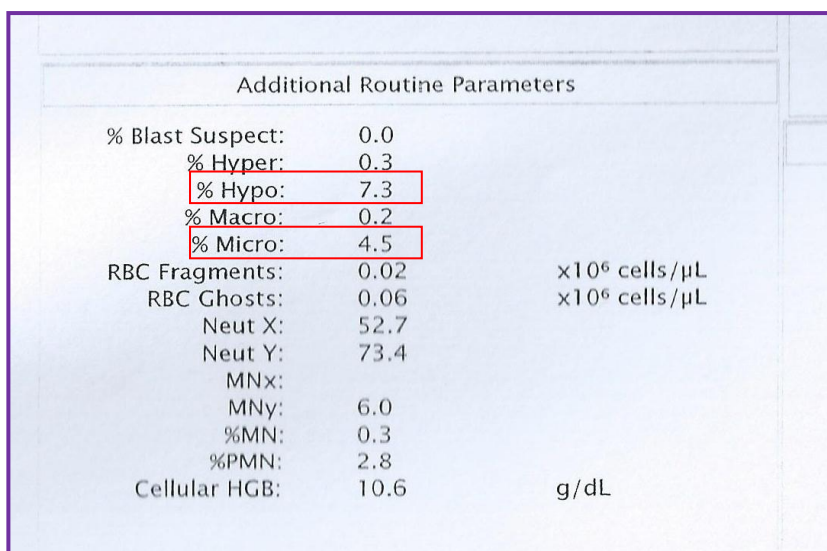 Additional Routine Parameters
% Blast Suspect: 0.0
% Hyper: 0.3
% Hypo: 7.3
% Macro: 0.2
% Micro: 4.5
RBC Fragments: 0.02 x10⁶ cells/µL
RBC Ghosts: 0.06 x10⁶ cells/µL
Neut X: 52.7
Neut Y: 73.4
MNx:
MNy: 6.0
%MN: 0.3
%PMN: 2.8
Cellular HGB: 10.6 g/dL